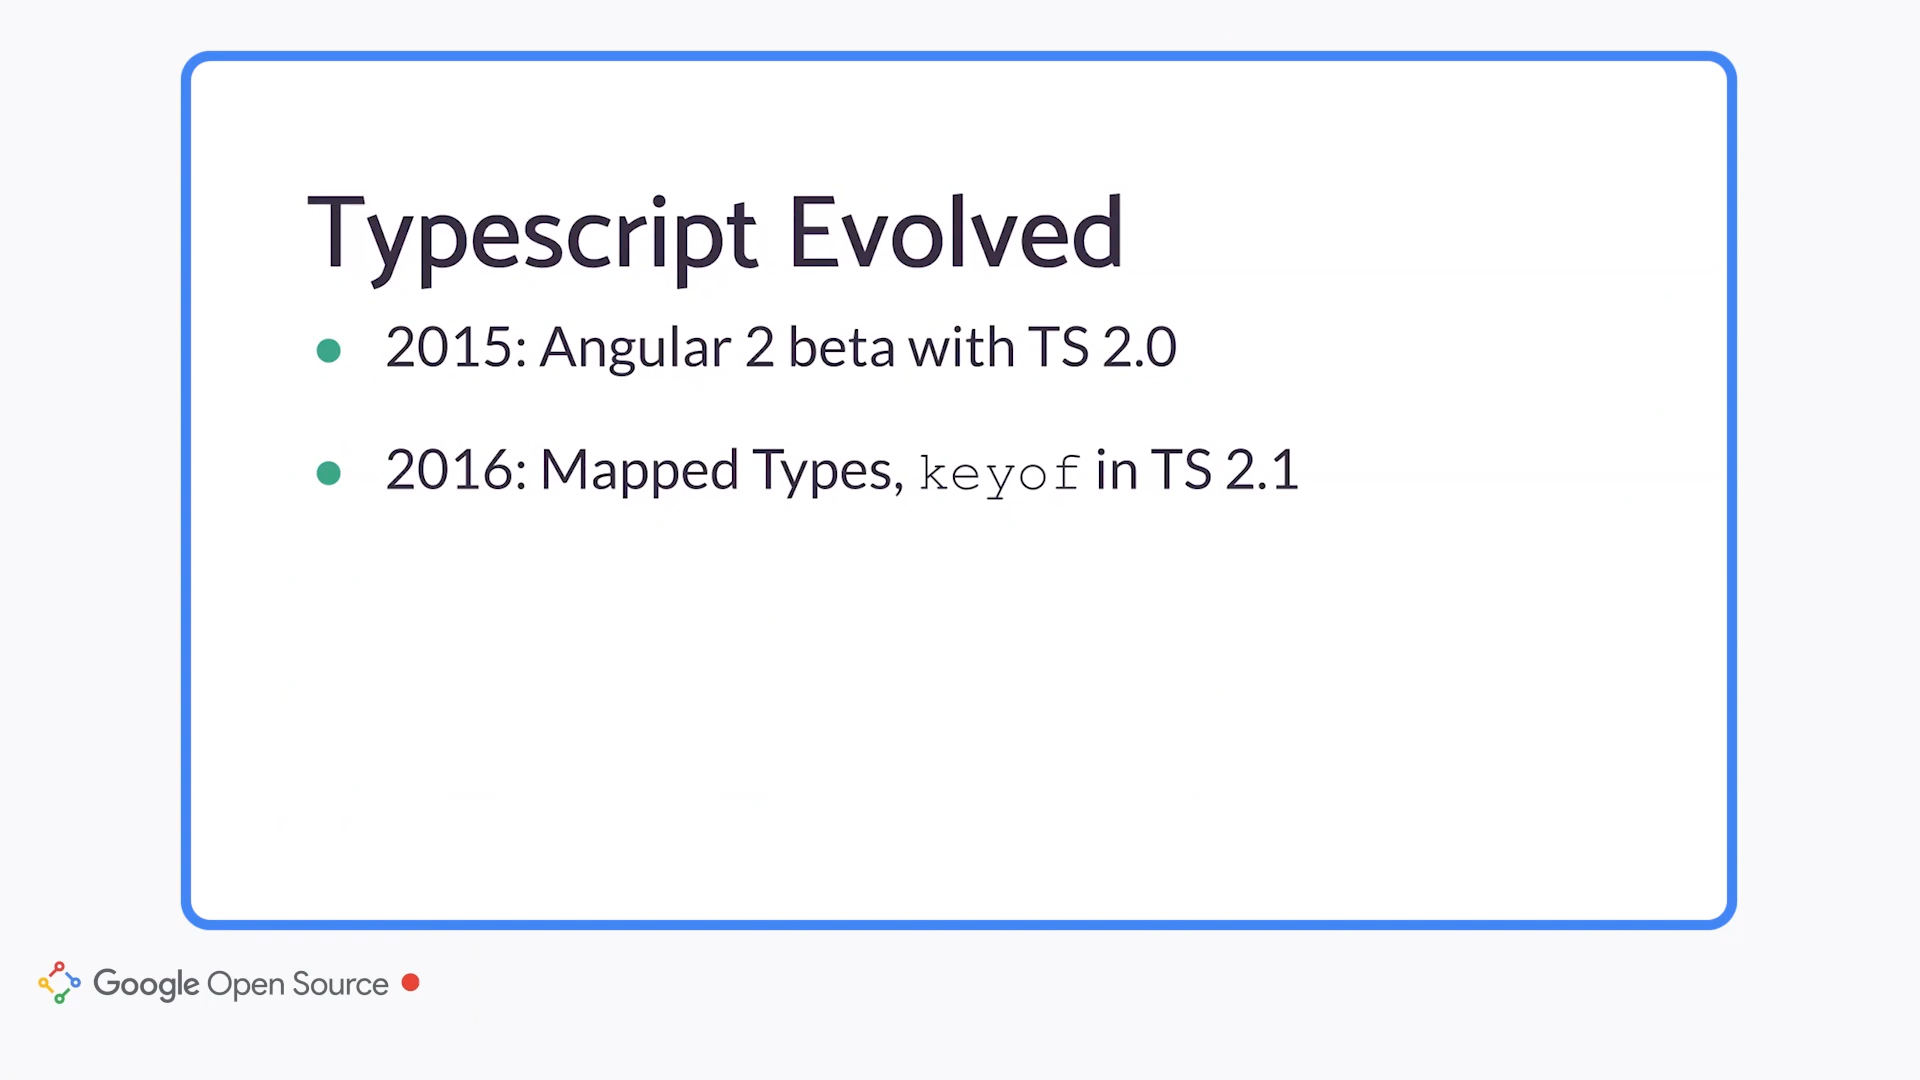 Typescript Evolved
2015: Angular 2 beta with TS 2.0
2016: Mapped Types, keyof in TS 2.1
Google Open Source